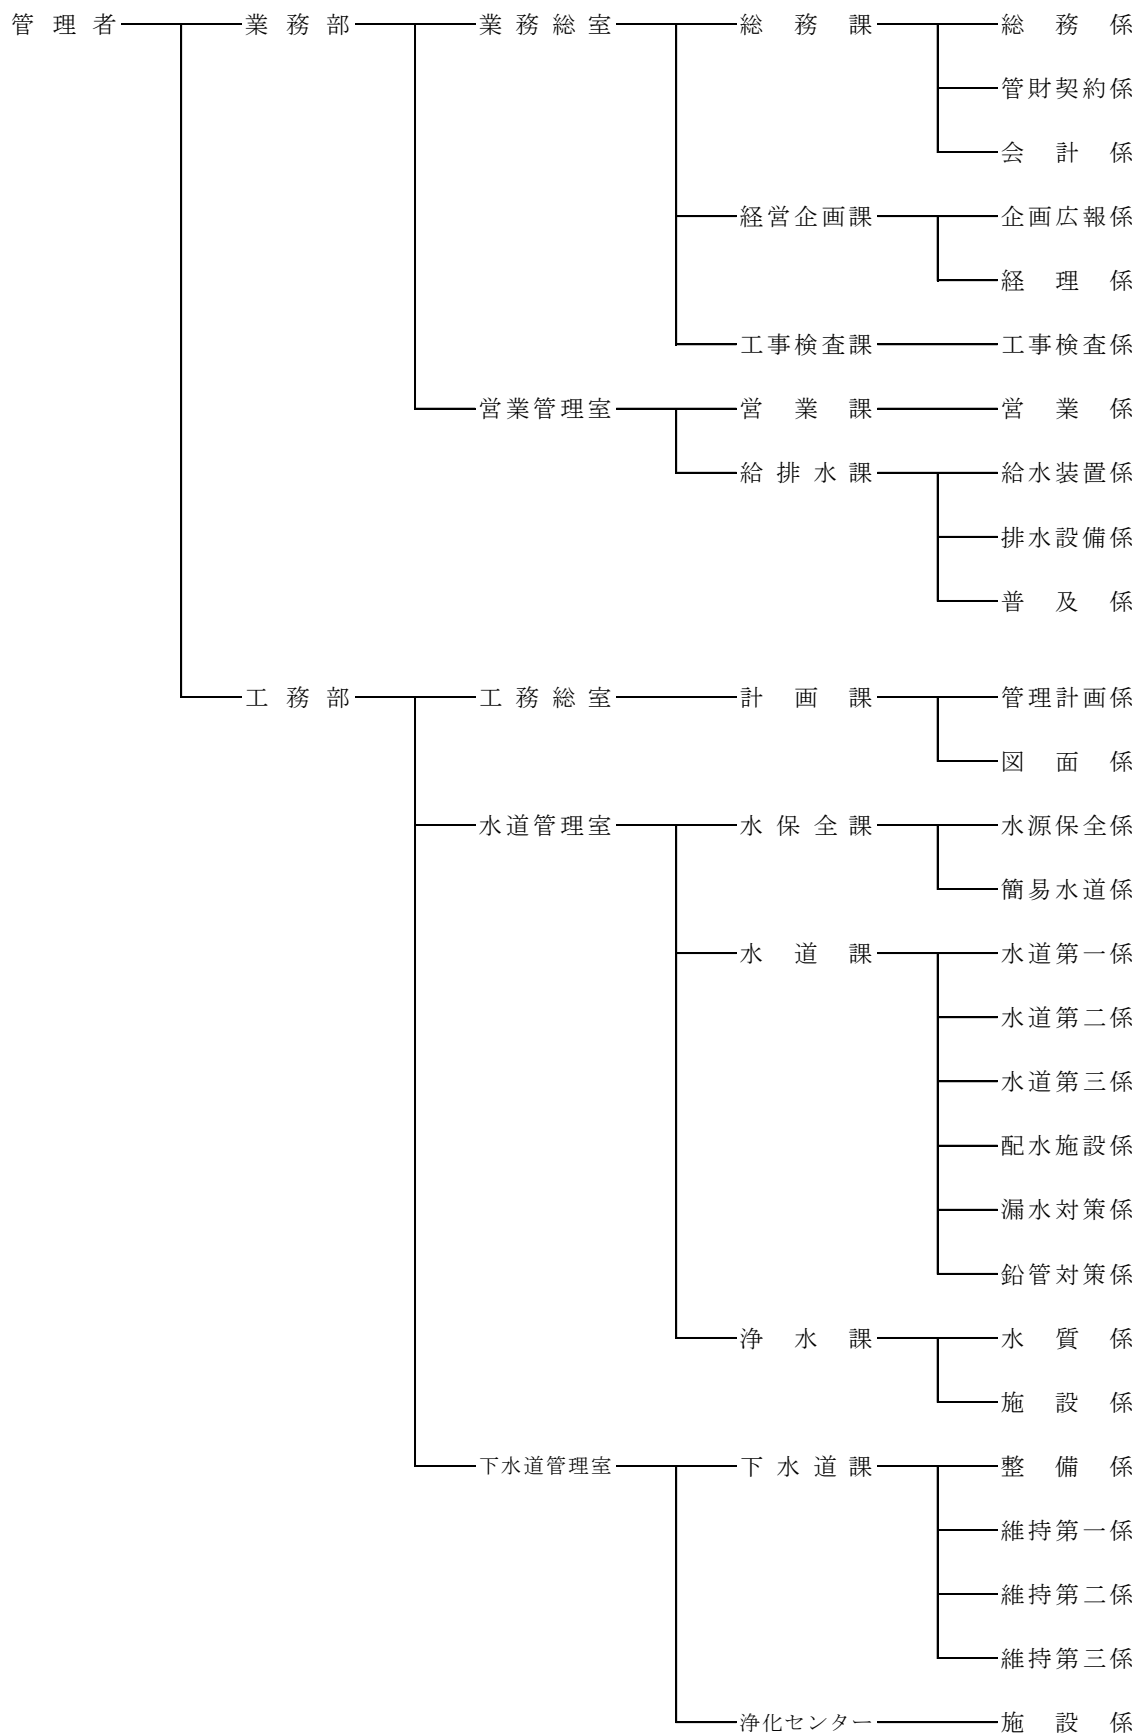 管理者 業務部 業務総室 総務課 総務係
管財契約係
会計係
経営企画課 企画広報係
経理係
工事検査課 工事検査係
営業管理室 営業課 営業係
給排水課 給水装置係
排水設備係
普及係
工務部 工務総室 計画課 管理計画係
図面係
水道管理室 水保全課 水源保全係
簡易水道係
水道課 水道第一係
水道第二係
水道第三係
配水施設係
漏水対策係
鉛管対策係
浄水課 水質係
施設係
下水道管理室 下水道課 整備係
維持第一係
維持第二係
維持第三係
浄化センター 施設係